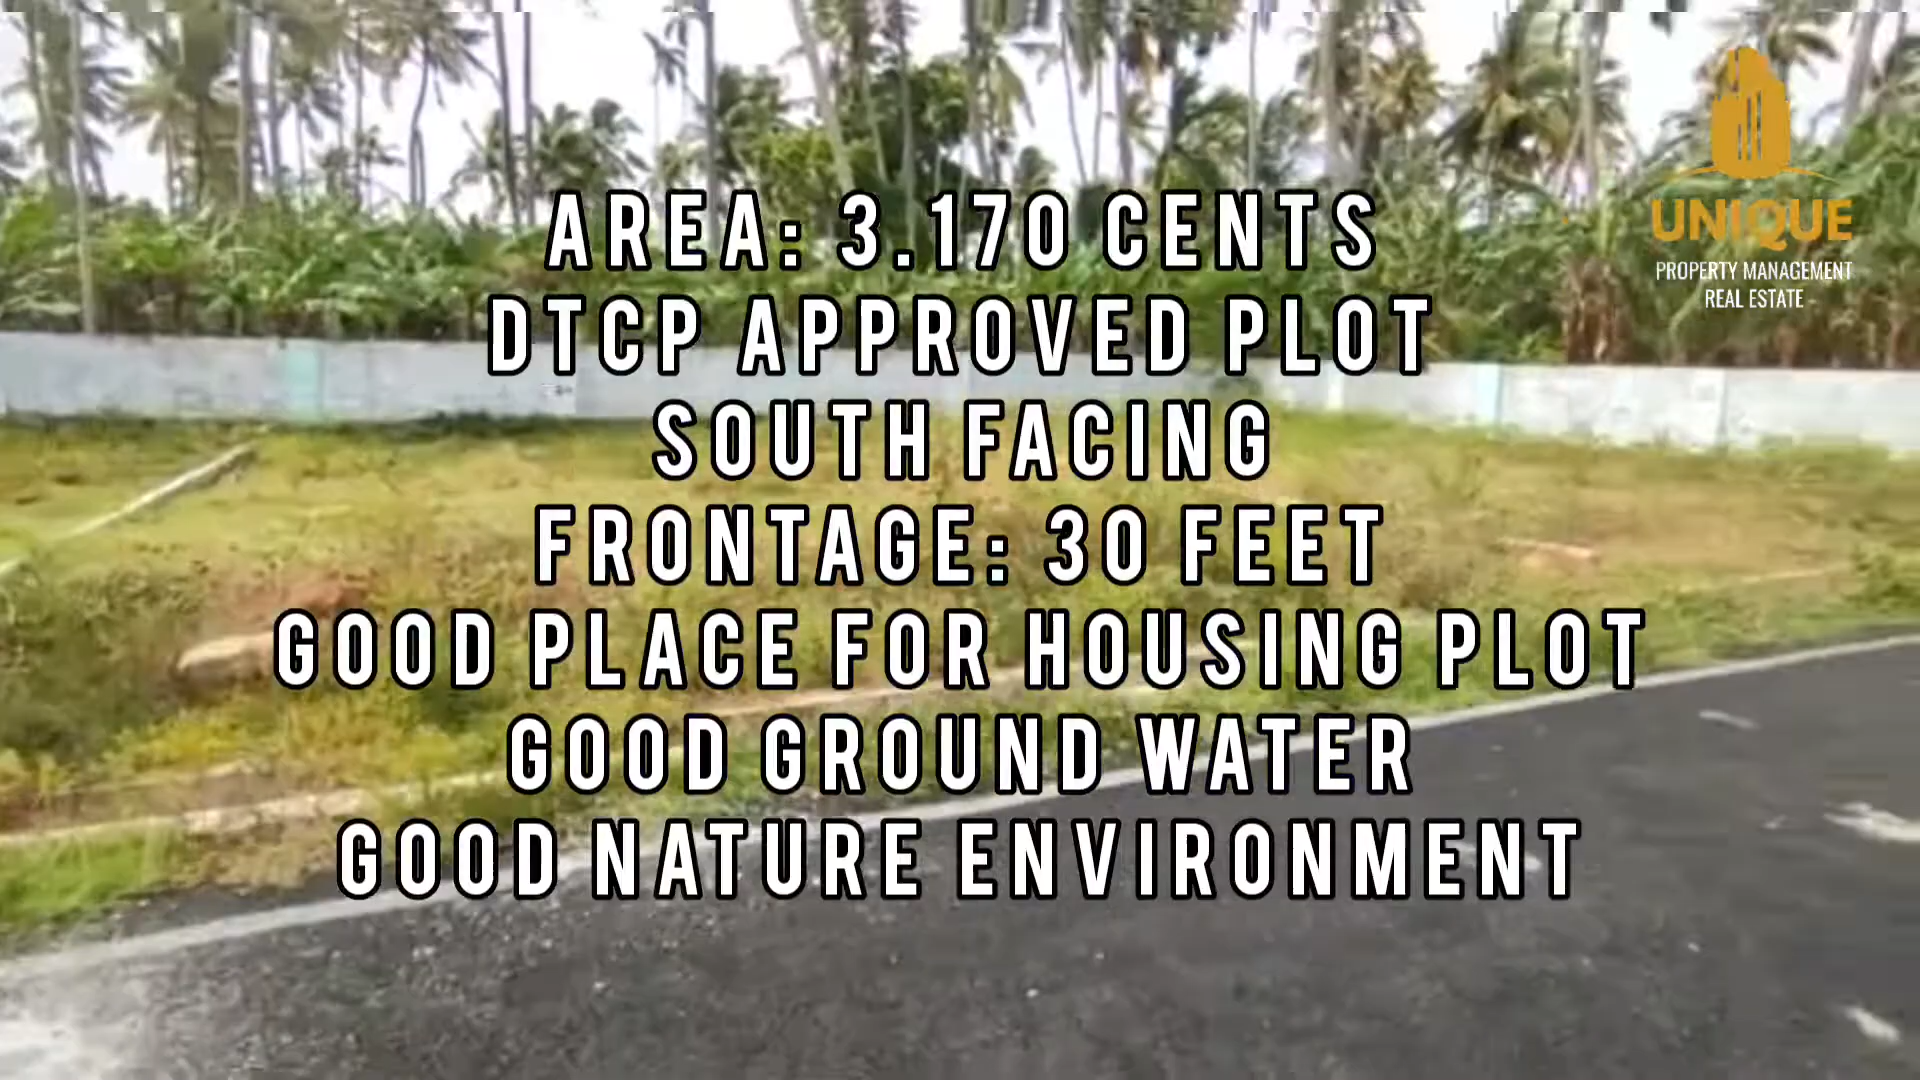 AREA: 3.170 CENTS
DTCP APPROVED PLOT
SOUTH FACING
FRONTAGE: 30 FEET
GOOD PLACE FOR HOUSING PLOT
GOOD GROUND WATER
GOOD NATURE ENVIRONMENT
UNIQUE
PROPERTY MANAGEMENT
REAL ESTATE